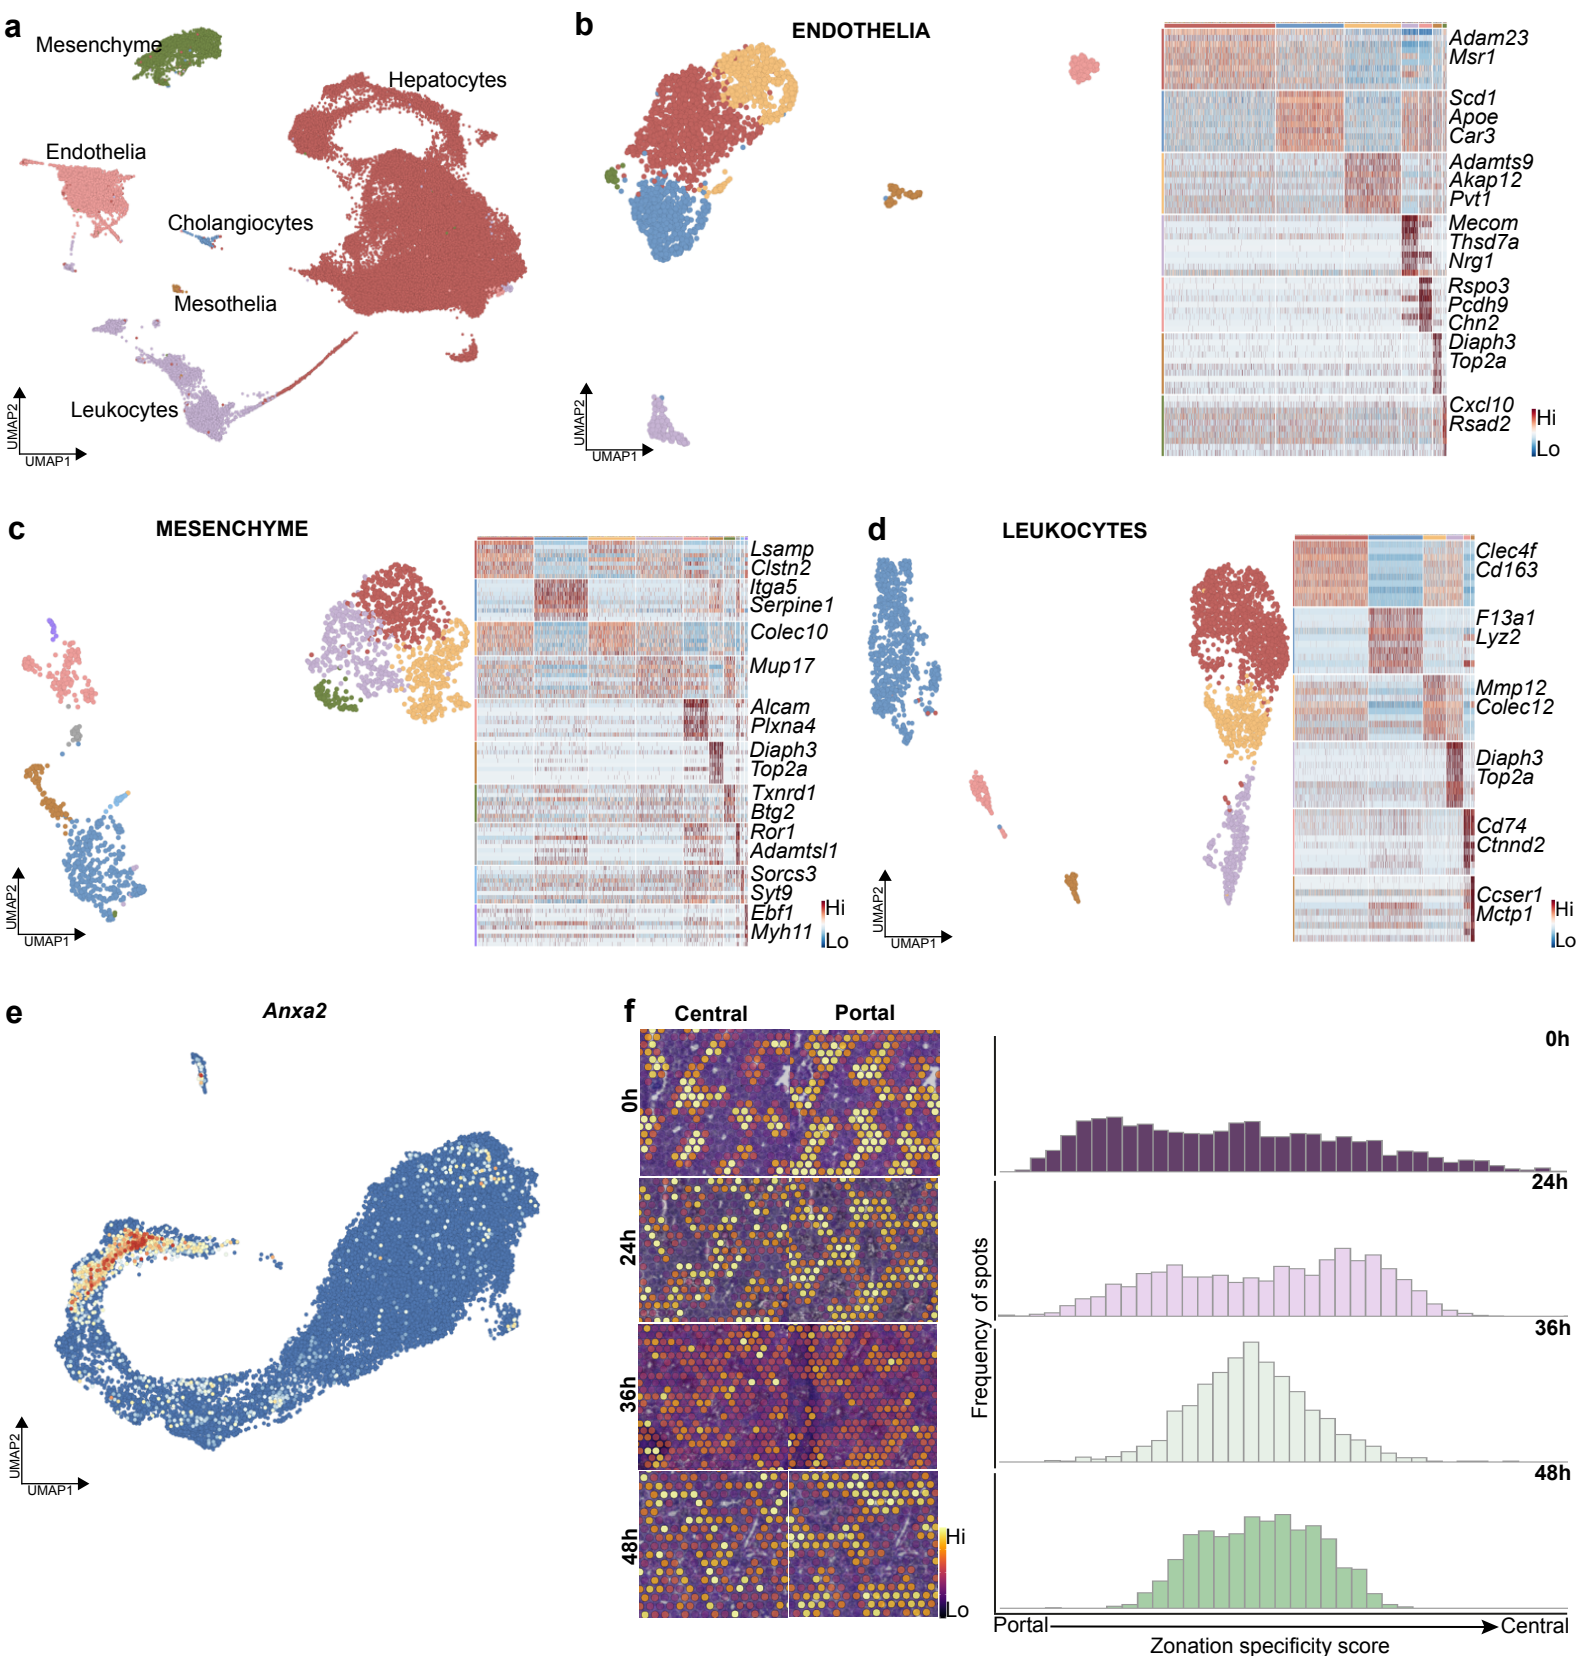 a
Mesenchyme
Hepatocytes
Endothelia
Cholangiocytes
Mesothelia
Leukocytes
UMAP2
UMAP1
b
ENDOTHELIA
UMAP2
UMAP1
Adam23
Msr1
Scd1
Apoe
Car3
Adamts9
Akap12
Pvt1
Mecom
Thsd7a
Nrg1
Rspo3
Pcdh9
Chn2
Diaph3
Top2a
Cxcl10
Rsad2
Hi
Lo
c
MESENCHYME
UMAP2
UMAP1
Lsamp
Clstn2
Itga5
Serpine1
Colec10
Mup17
Alcam
Plxna4
Diaph3
Top2a
Txnrd1
Btg2
Ror1
Adamtsl1
Sorcs3
Syt9
Ebf1
Myh11
Hi
Lo
d
LEUKOCYTES
UMAP2
UMAP1
Clec4f
Cd163
F13a1
Lyz2
Mmp12
Colec12
Diaph3
Top2a
Cd74
Ctnnd2
Ccser1
Mctp1
Hi
Lo
e
Anxa2
UMAP2
UMAP1
f
Central
Portal
0h
24h
36h
48h
Hi
Lo
0h
24h
36h
48h
Frequency of spots
Portal
Central
Zonation specificity score